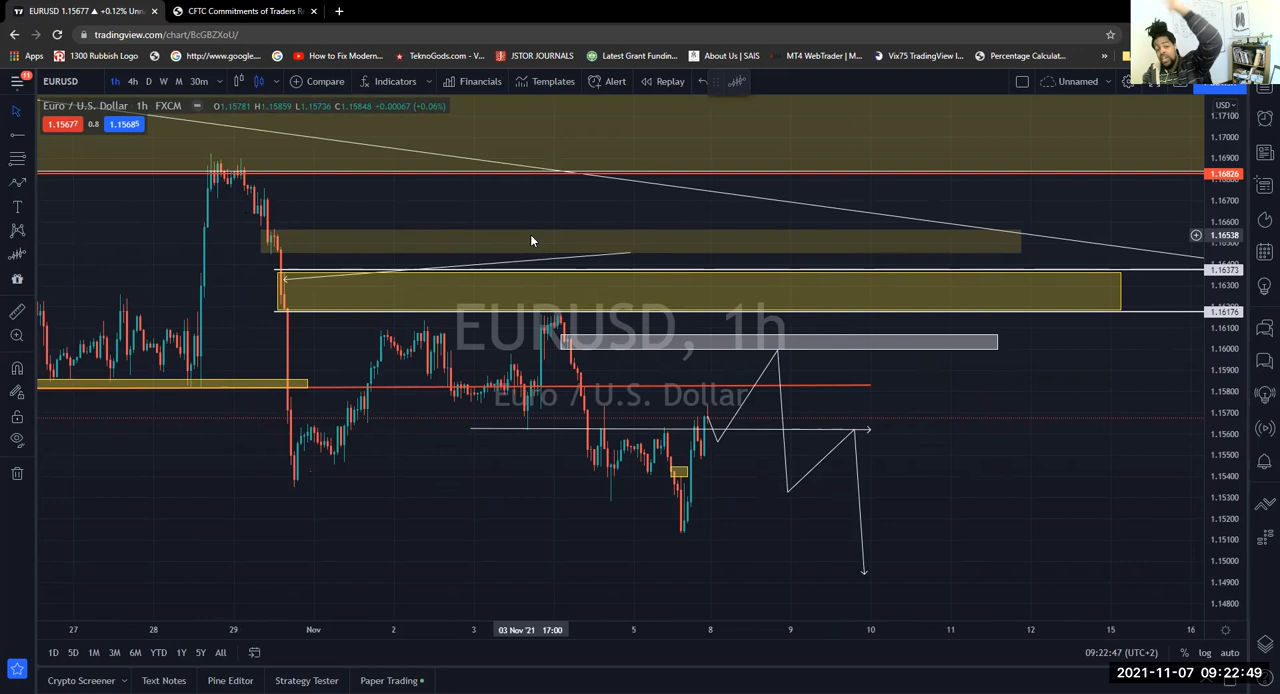 EURUSD 1.15677 ▲ +0.12% Unn
CFTC Commitments of Traders R
tradingview.com/chart/BcGBZXoU/
Apps
1300 Rubbish Logo
How to Fix Modern...
TeknoGods.com -...
JSTOR JOURNALS
Latest Grant Fundin...
About Us | SAIS
MT4 WebTrader | M...
Vix75 TradingView I...
Percentage Calculat...
11
EURUSD
1h 4h D W M 30m
Compare
Indicators
Financials
Templates
Alert
Replay
Unnamed
Euro / U.S. Dollar · 1h · FXCM
O1.15781 H1.15859 L1.15736 C1.15848 +0.00067 (+0.06%)
1.15677 0.8 1.15685
USD
1.17100
1.17000
1.16900
1.16826
1.16700
1.16600
1.16538
1.16373
1.16300
1.16176
1.16100
1.16000
1.15900
1.15800
1.15700
1.15600
1.15500
1.15400
1.15300
1.15200
1.15100
1.15000
1.14900
1.14800
EURUSD, 1h
Euro / U.S. Dollar
27 28 29 Nov 2 3 03 Nov '21 17:00 5 8 9 10 11 12 15 16
1D 5D 1M 3M 6M YTD 1Y 5Y All
09:22:47 (UTC+2) % log auto
Crypto Screener
Text Notes
Pine Editor
Strategy Tester
Paper Trading
2021-11-07 09:22:49